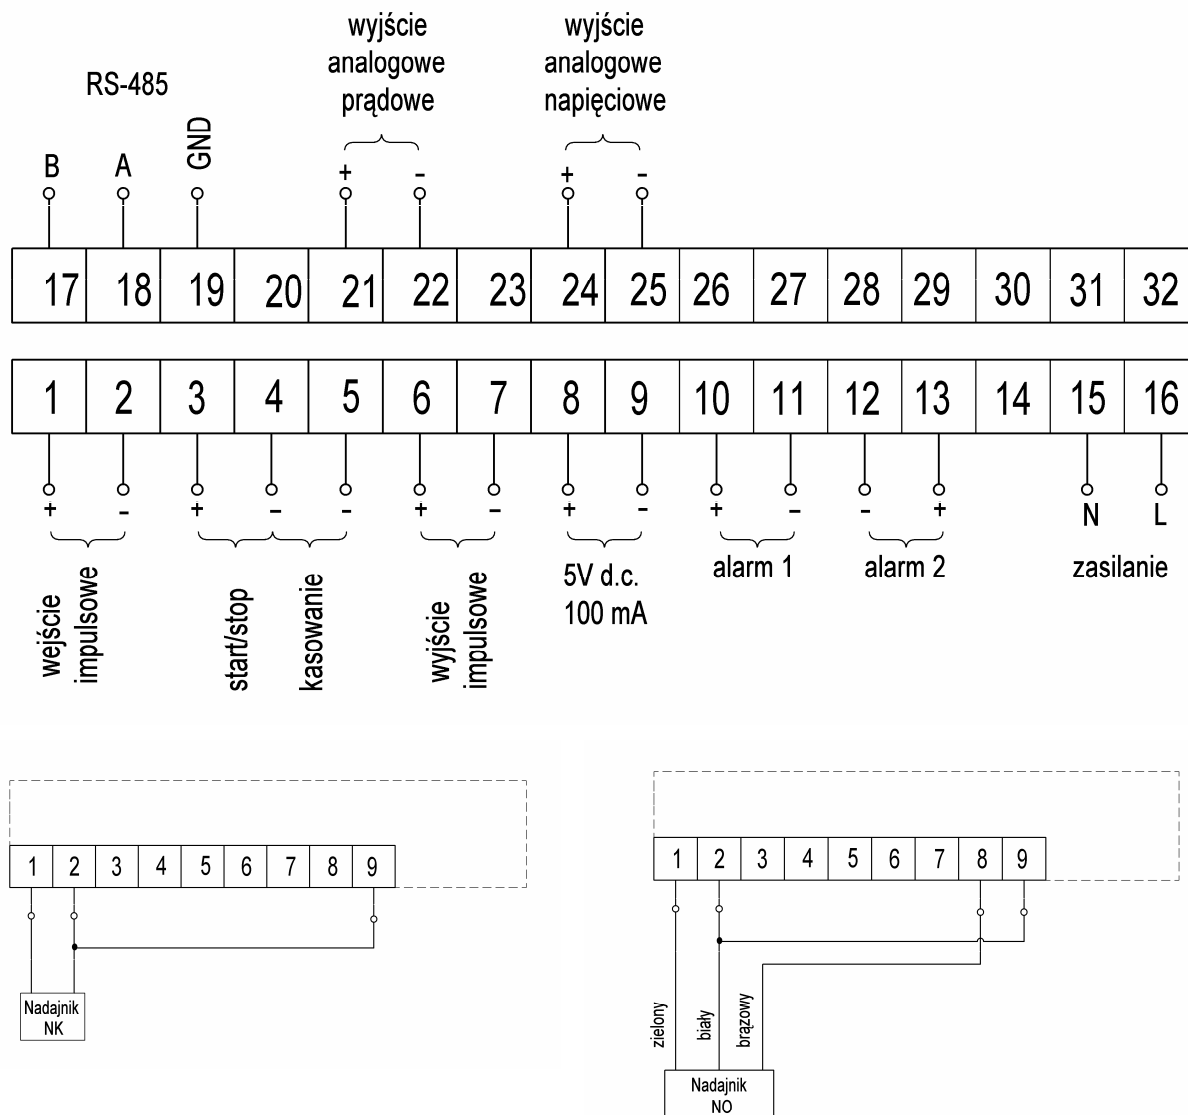 wyjście
analogowe
prądowe
wyjście
analogowe
napięciowe
RS-485
B A GND + - + -
17 18 19 20 21 22 23 24 25 26 27 28 29 30 31 32
1 2 3 4 5 6 7 8 9 10 11 12 13 14 15 16
+ - + - - + - + - + - - + N L
wejście
impulsowe
start/stop
kasowanie
wyjście
impulsowe
5V d.c.
100 mA
alarm 1
alarm 2
zasilanie
1 2 3 4 5 6 7 8 9
Nadajnik
NK
1 2 3 4 5 6 7 8 9
zielony
biały
brązowy
Nadajnik
NO